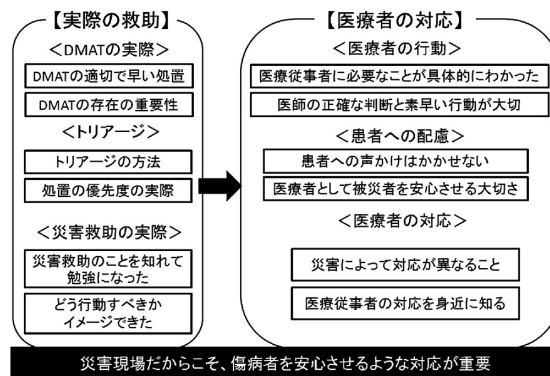 【実際の救助】
＜DMATの実際＞
DMATの適切で早い処置
DMATの存在の重要性
＜トリアージ＞
トリアージの方法
処置の優先度の実際
＜災害救助の実際＞
災害救助のことを知れて
勉強になった
どう行動すべきか
イメージできた
【医療者の対応】
＜医療者の行動＞
医療従事者に必要なことが具体的にわかった
医師の正確な判断と素早い行動が大切
＜患者への配慮＞
患者への声かけはかかせない
医療者として被災者を安心させる大切さ
＜医療者の対応＞
災害によって対応が異なること
医療従事者の対応を身近に知る
災害現場だからこそ、傷病者を安心させるような対応が重要